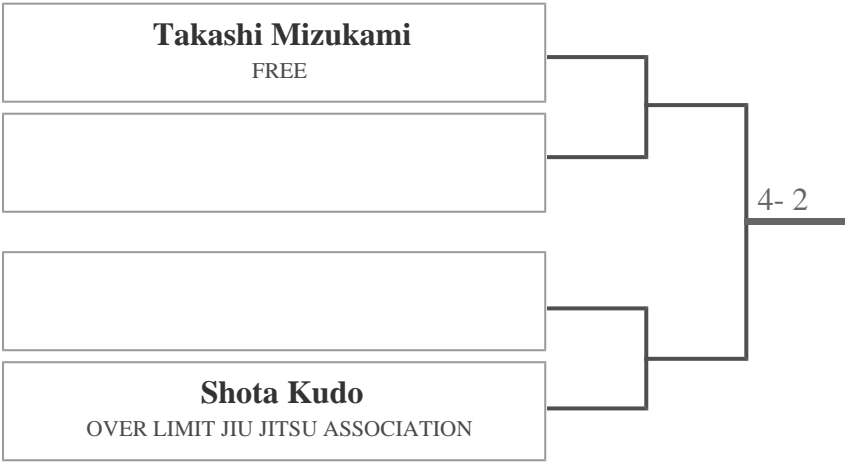 Takashi Mizukami
FREE
4- 2
Shota Kudo
OVER LIMIT JIU JITSU ASSOCIATION